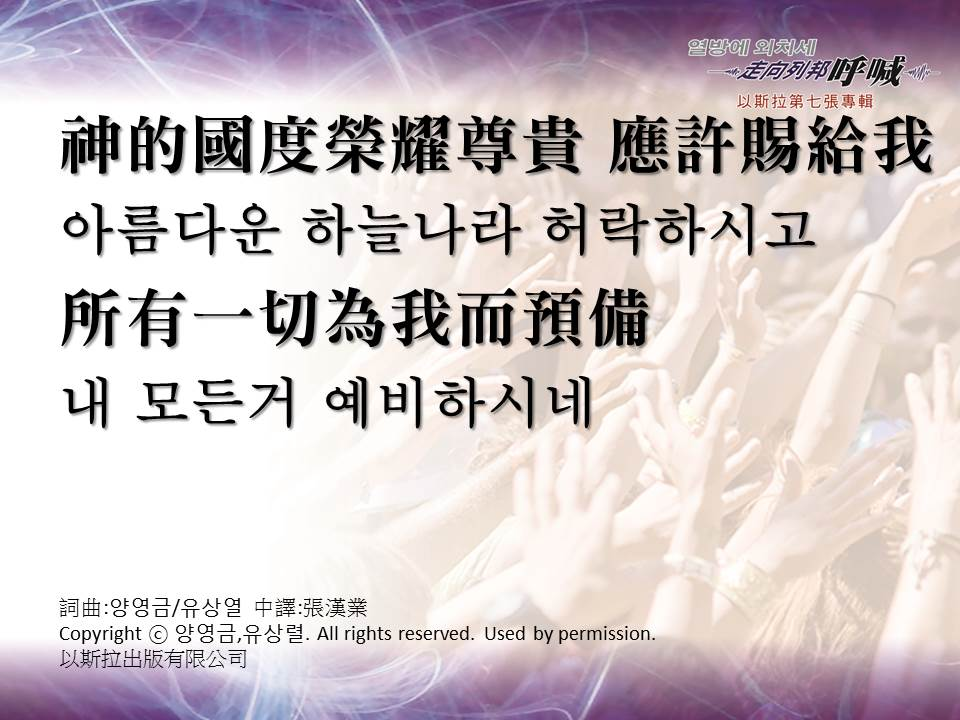 열방에 외치세
走向列邦呼喊
以斯拉第七張專輯
神的國度榮耀尊貴 應許賜給我
아름다운 하늘나라 허락하시고
所有一切為我而預備
내 모든거 예비하시네
詞曲:양영금/유상열 中譯:張漢業
Copyright ⓒ 양영금,유상렬. All rights reserved. Used by permission.
以斯拉出版有限公司